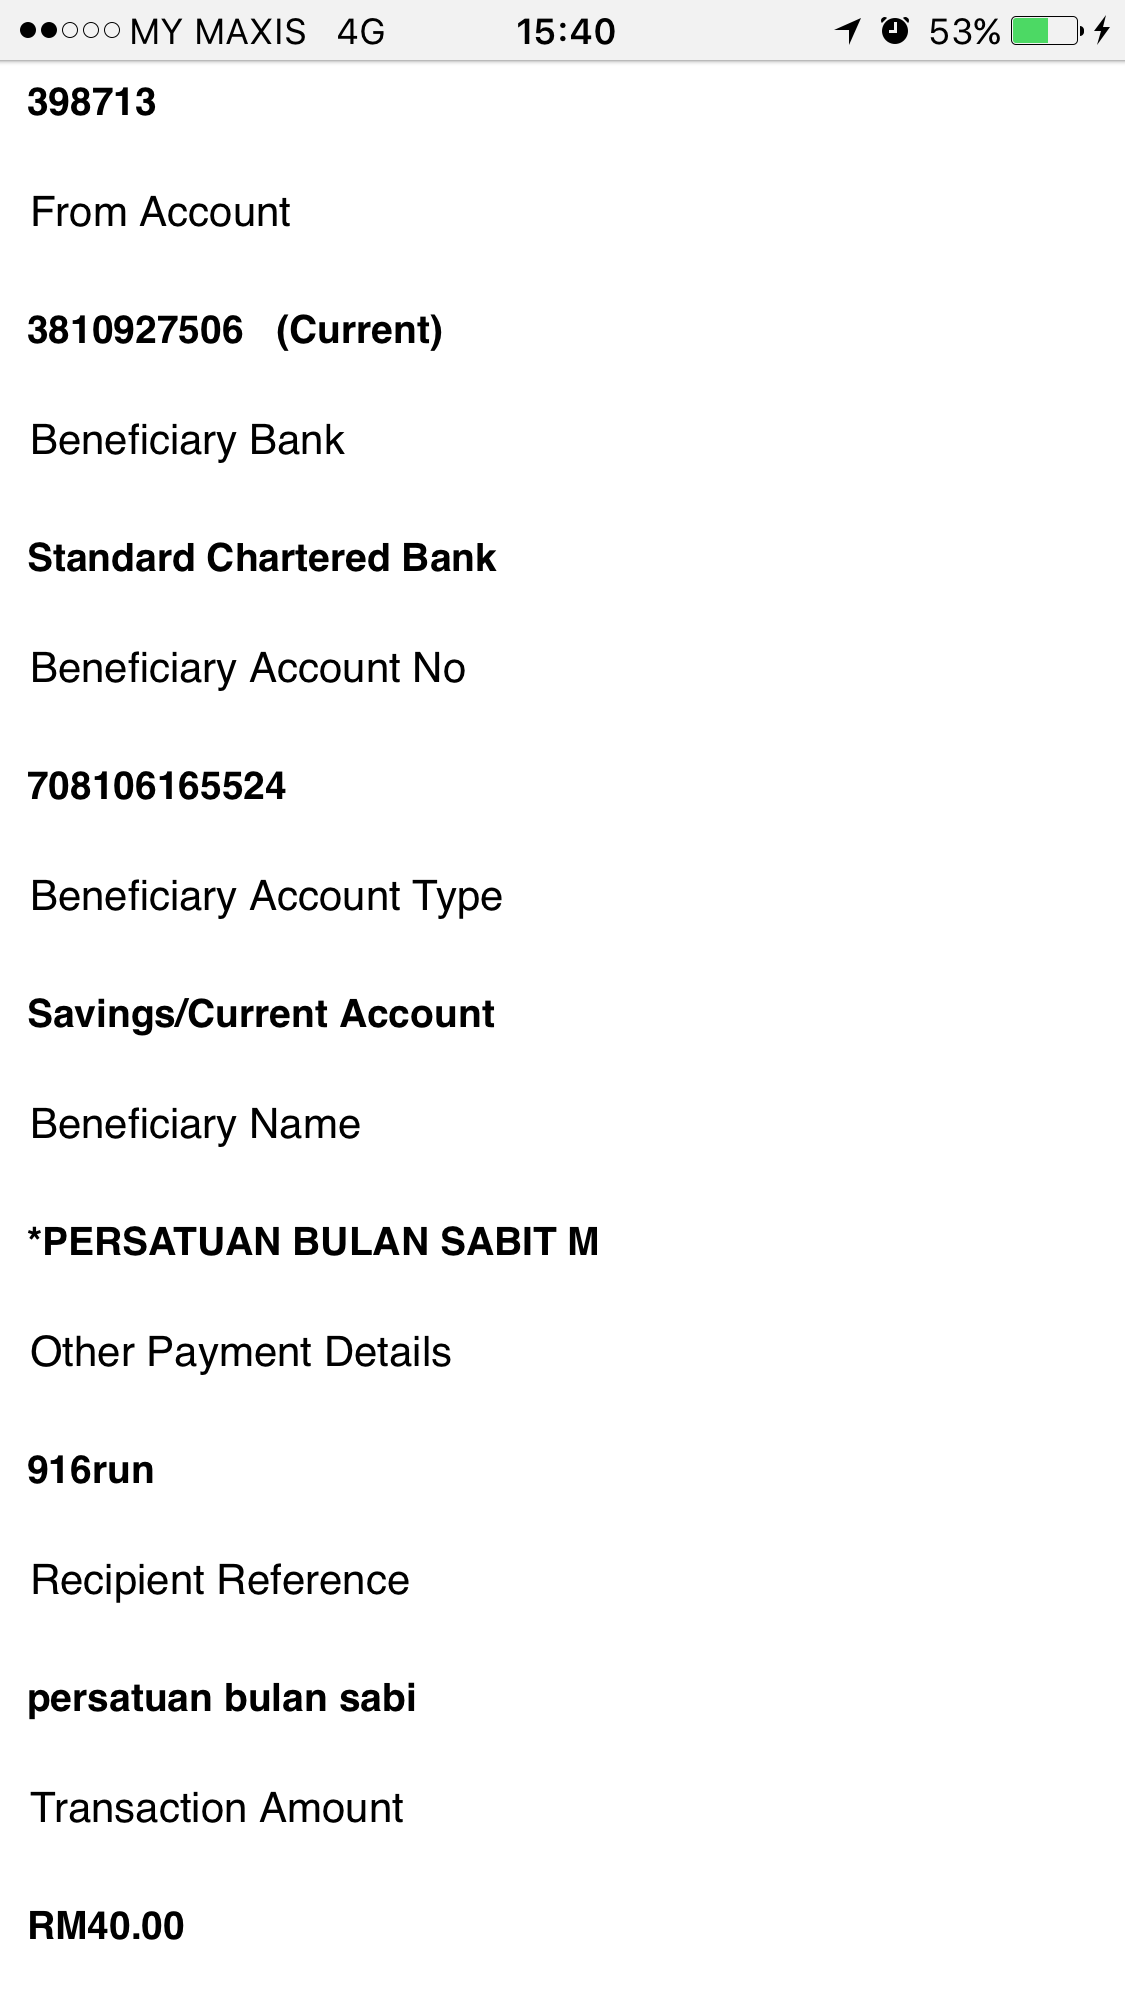 MY MAXIS 4G 15:40 53%
398713
From Account
3810927506 (Current)
Beneficiary Bank
Standard Chartered Bank
Beneficiary Account No
708106165524
Beneficiary Account Type
Savings/Current Account
Beneficiary Name
*PERSATUAN BULAN SABIT M
Other Payment Details
916run
Recipient Reference
persatuan bulan sabi
Transaction Amount
RM40.00